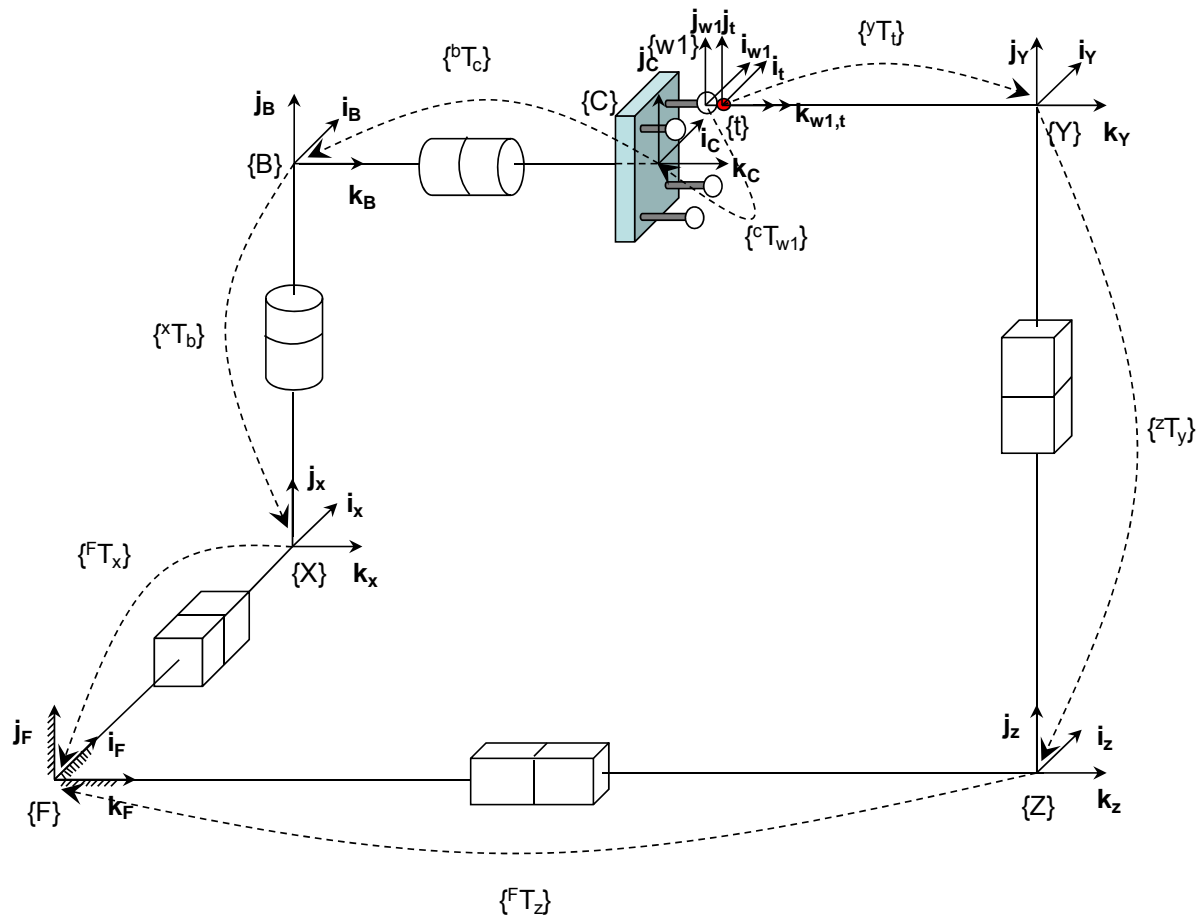 j_w1 j_t
{w1}
i_w1
{ʸT_t}
j_C
i_t
j_Y
i_Y
{ᵇT_c}
{C}
j_B
i_B
{t}
k_w1,t
{Y}
k_Y
{B}
i_C
k_B
k_C
{ᶜT_w1}
{ˣT_b}
{ᶻT_y}
j_x
i_x
{ᶠT_x}
{X}
k_x
j_F
i_F
j_z
i_z
{F}
k_F
{Z}
k_z
{ᶠT_z}